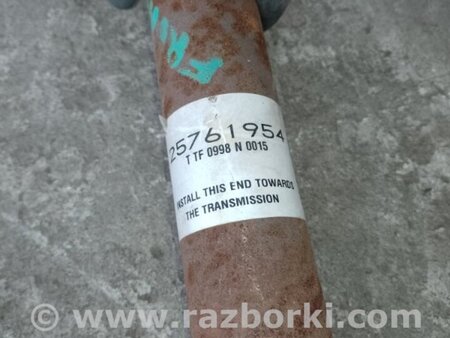 25761954
T TF 0998 N 0015
INSTALL THIS END TOWARDS
THE TRANSMISSION
www.razborki.com